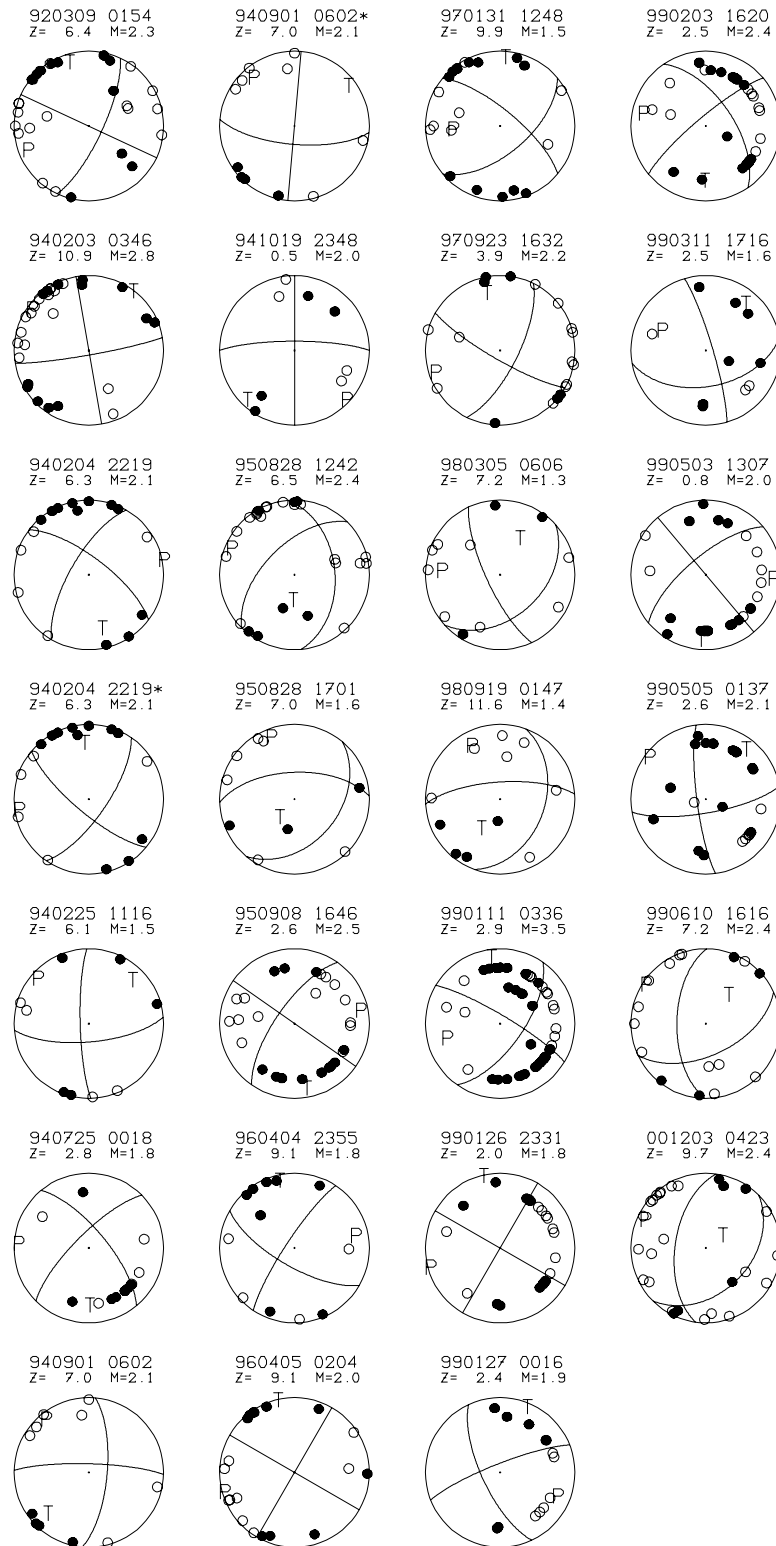 920309 0154
Z= 6.4 M=2.3
T
P
940901 0602*
Z= 7.0 M=2.1
P
T
970131 1248
Z= 9.9 M=1.5
T
P
990203 1620
Z= 2.5 M=2.4
P
T
940203 0346
Z= 10.9 M=2.8
T
P
941019 2348
Z= 0.5 M=2.0
T
P
970923 1632
Z= 3.9 M=2.2
T
P
990311 1716
Z= 2.5 M=1.6
T
P
940204 2219
Z= 6.3 M=2.1
P
T
950828 1242
Z= 6.5 M=2.4
P
T
980305 0606
Z= 7.2 M=1.3
T
P
990503 1307
Z= 0.8 M=2.0
P
T
940204 2219*
Z= 6.3 M=2.1
T
P
950828 1701
Z= 7.0 M=1.6
P
T
980919 0147
Z= 11.6 M=1.4
P
T
990505 0137
Z= 2.6 M=2.1
P
T
940225 1116
Z= 6.1 M=1.5
P
T
950908 1646
Z= 2.6 M=2.5
P
T
990111 0336
Z= 2.9 M=3.5
T
P
990610 1616
Z= 7.2 M=2.4
P
T
940725 0018
Z= 2.8 M=1.8
P
T
960404 2355
Z= 9.1 M=1.8
T
P
990126 2331
Z= 2.0 M=1.8
T
P
001203 0423
Z= 9.7 M=2.4
P
T
940901 0602
Z= 7.0 M=2.1
P
T
960405 0204
Z= 9.1 M=2.0
T
P
990127 0016
Z= 2.4 M=1.9
T
P